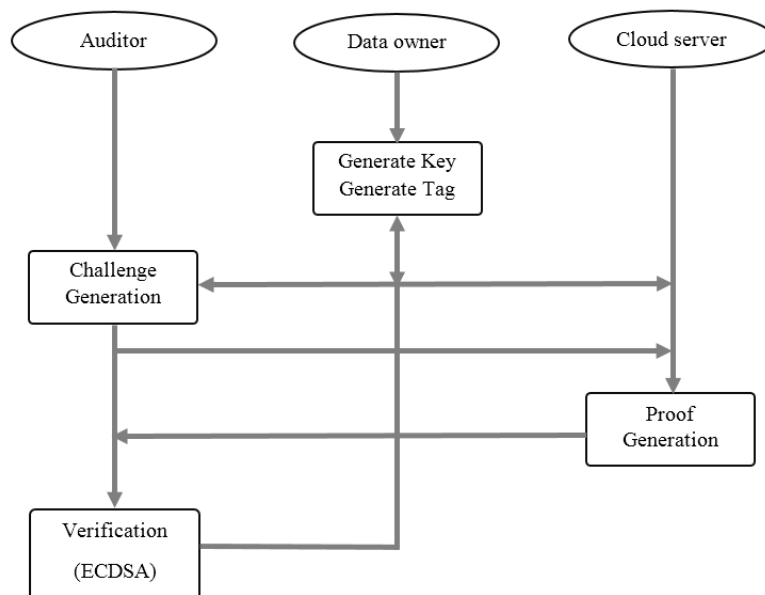 Auditor
Data owner
Cloud server
Generate Key
Generate Tag
Challenge
Generation
Proof
Generation
Verification
(ECDSA)